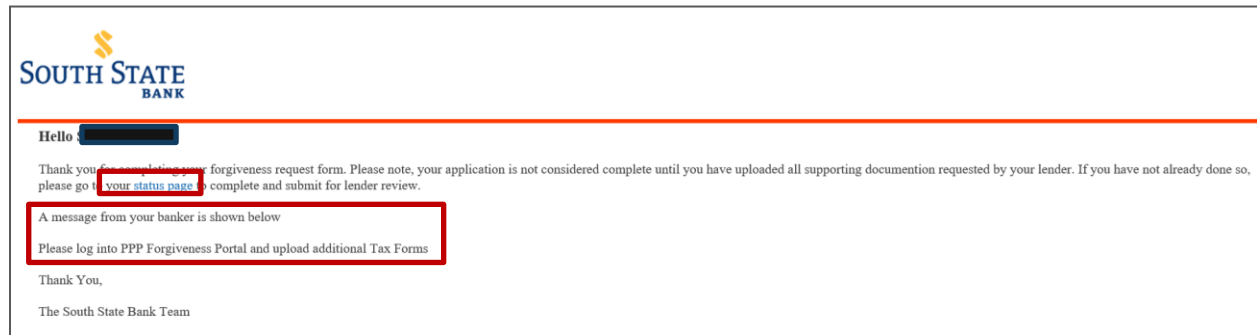 SOUTH STATE
BANK
Hello
Thank you for completing your forgiveness request form. Please note, your application is not considered complete until you have uploaded all supporting documention requested by your lender. If you have not already done so,
please go to your status page to complete and submit for lender review.
A message from your banker is shown below
Please log into PPP Forgiveness Portal and upload additional Tax Forms
Thank You,
The South State Bank Team